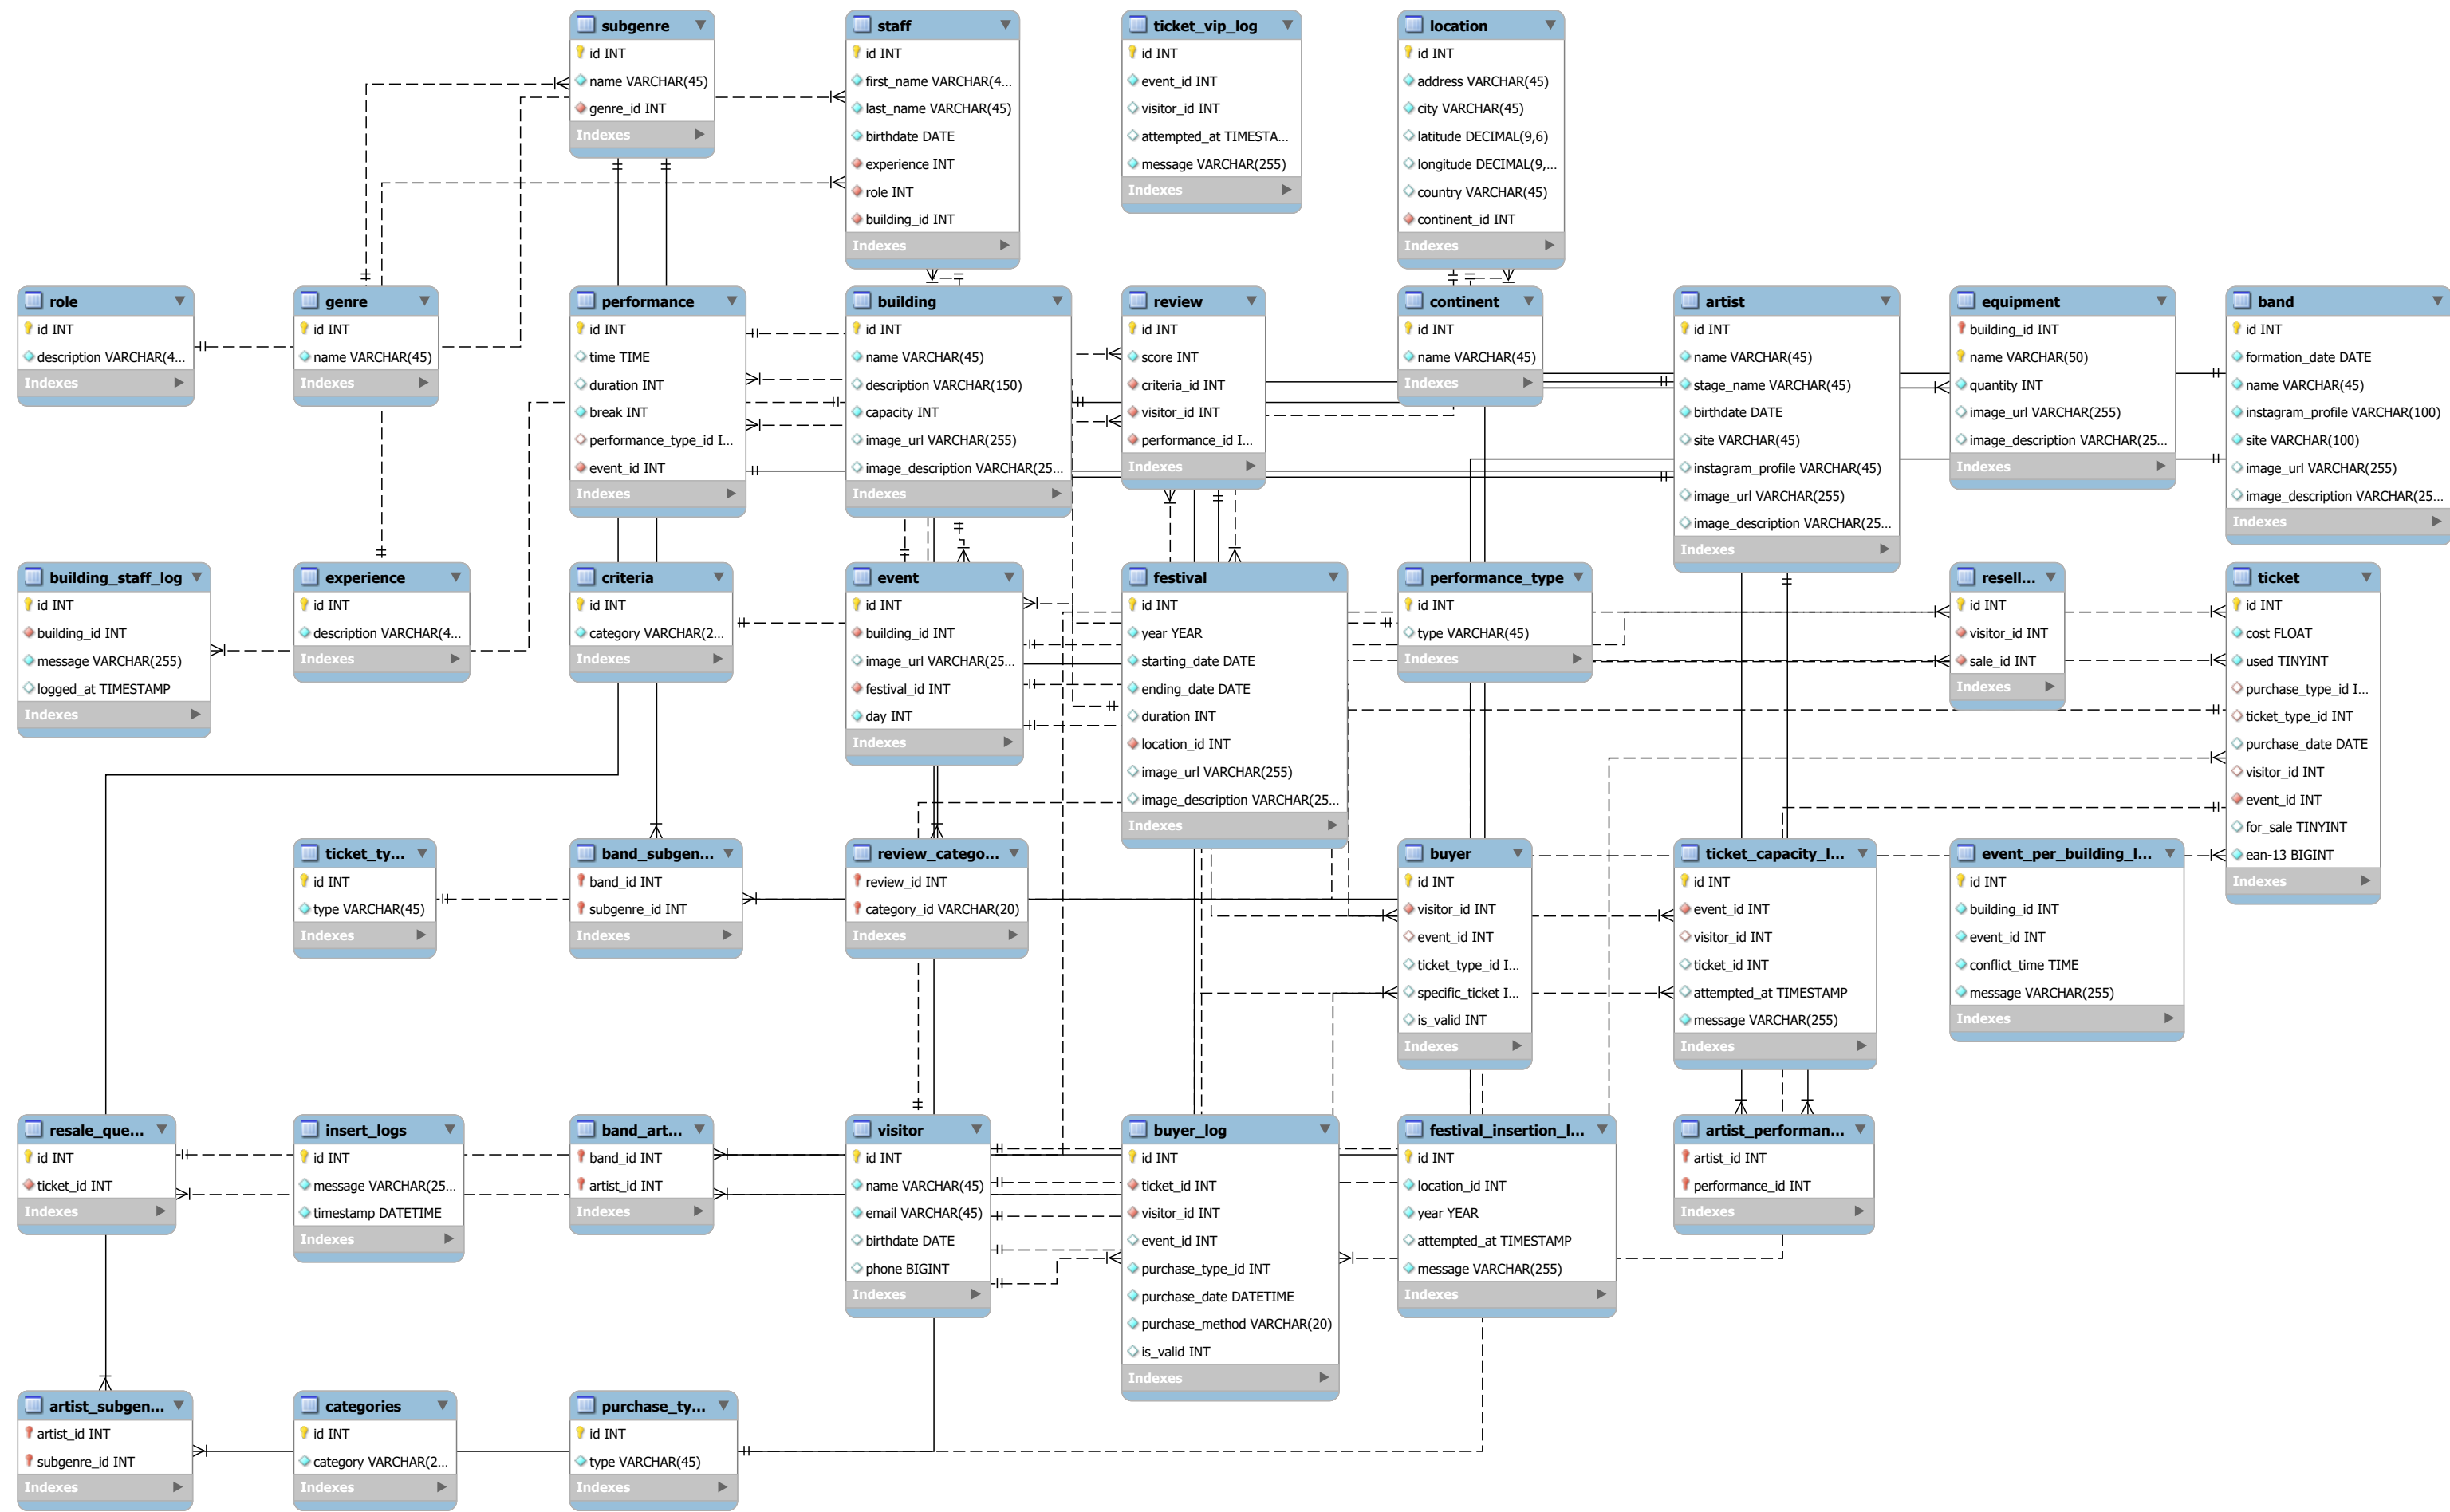 subgenre
id INT
name VARCHAR(45)
genre_id INT
Indexes
staff
id INT
first_name VARCHAR(4...
last_name VARCHAR(45)
birthdate DATE
experience INT
role INT
building_id INT
Indexes
ticket_vip_log
id INT
event_id INT
visitor_id INT
attempted_at TIMESTA...
message VARCHAR(255)
Indexes
location
id INT
address VARCHAR(45)
city VARCHAR(45)
latitude DECIMAL(9,6)
longitude DECIMAL(9,...
country VARCHAR(45)
continent_id INT
Indexes
role
id INT
description VARCHAR(4...
Indexes
genre
id INT
name VARCHAR(45)
Indexes
performance
id INT
time TIME
duration INT
break INT
performance_type_id I...
event_id INT
Indexes
building
id INT
name VARCHAR(45)
description VARCHAR(150)
capacity INT
image_url VARCHAR(255)
image_description VARCHAR(25...
Indexes
review
id INT
score INT
criteria_id INT
visitor_id INT
performance_id I...
Indexes
continent
id INT
name VARCHAR(45)
Indexes
artist
id INT
name VARCHAR(45)
stage_name VARCHAR(45)
birthdate DATE
site VARCHAR(45)
instagram_profile VARCHAR(45)
image_url VARCHAR(255)
image_description VARCHAR(25...
Indexes
equipment
building_id INT
name VARCHAR(50)
quantity INT
image_url VARCHAR(255)
image_description VARCHAR(25...
Indexes
band
id INT
formation_date DATE
name VARCHAR(45)
instagram_profile VARCHAR(100)
site VARCHAR(100)
image_url VARCHAR(255)
image_description VARCHAR(25...
Indexes
building_staff_log
id INT
building_id INT
message VARCHAR(255)
logged_at TIMESTAMP
Indexes
experience
id INT
description VARCHAR(4...
Indexes
criteria
id INT
category VARCHAR(2...
Indexes
event
id INT
building_id INT
image_url VARCHAR(25...
festival_id INT
day INT
Indexes
festival
id INT
year YEAR
starting_date DATE
ending_date DATE
duration INT
location_id INT
image_url VARCHAR(255)
image_description VARCHAR(25...
Indexes
performance_type
id INT
type VARCHAR(45)
Indexes
resell...
id INT
visitor_id INT
sale_id INT
Indexes
ticket
id INT
cost FLOAT
used TINYINT
purchase_type_id I...
ticket_type_id INT
purchase_date DATE
visitor_id INT
event_id INT
for_sale TINYINT
ean-13 BIGINT
Indexes
ticket_ty...
id INT
type VARCHAR(45)
Indexes
band_subgen...
band_id INT
subgenre_id INT
Indexes
review_catego...
review_id INT
category_id VARCHAR(20)
Indexes
buyer
id INT
visitor_id INT
event_id INT
ticket_type_id I...
specific_ticket I...
is_valid INT
Indexes
ticket_capacity_l...
id INT
event_id INT
visitor_id INT
ticket_id INT
attempted_at TIMESTAMP
message VARCHAR(255)
Indexes
event_per_building_l...
id INT
building_id INT
event_id INT
conflict_time TIME
message VARCHAR(255)
Indexes
resale_que...
id INT
ticket_id INT
Indexes
insert_logs
id INT
message VARCHAR(25...
timestamp DATETIME
Indexes
band_art...
band_id INT
artist_id INT
Indexes
visitor
id INT
name VARCHAR(45)
email VARCHAR(45)
birthdate DATE
phone BIGINT
Indexes
buyer_log
id INT
ticket_id INT
visitor_id INT
event_id INT
purchase_type_id INT
purchase_date DATETIME
purchase_method VARCHAR(20)
is_valid INT
Indexes
festival_insertion_l...
id INT
location_id INT
year YEAR
attempted_at TIMESTAMP
message VARCHAR(255)
Indexes
artist_performan...
artist_id INT
performance_id INT
Indexes
artist_subgen...
artist_id INT
subgenre_id INT
Indexes
categories
id INT
category VARCHAR(2...
Indexes
purchase_ty...
id INT
type VARCHAR(45)
Indexes